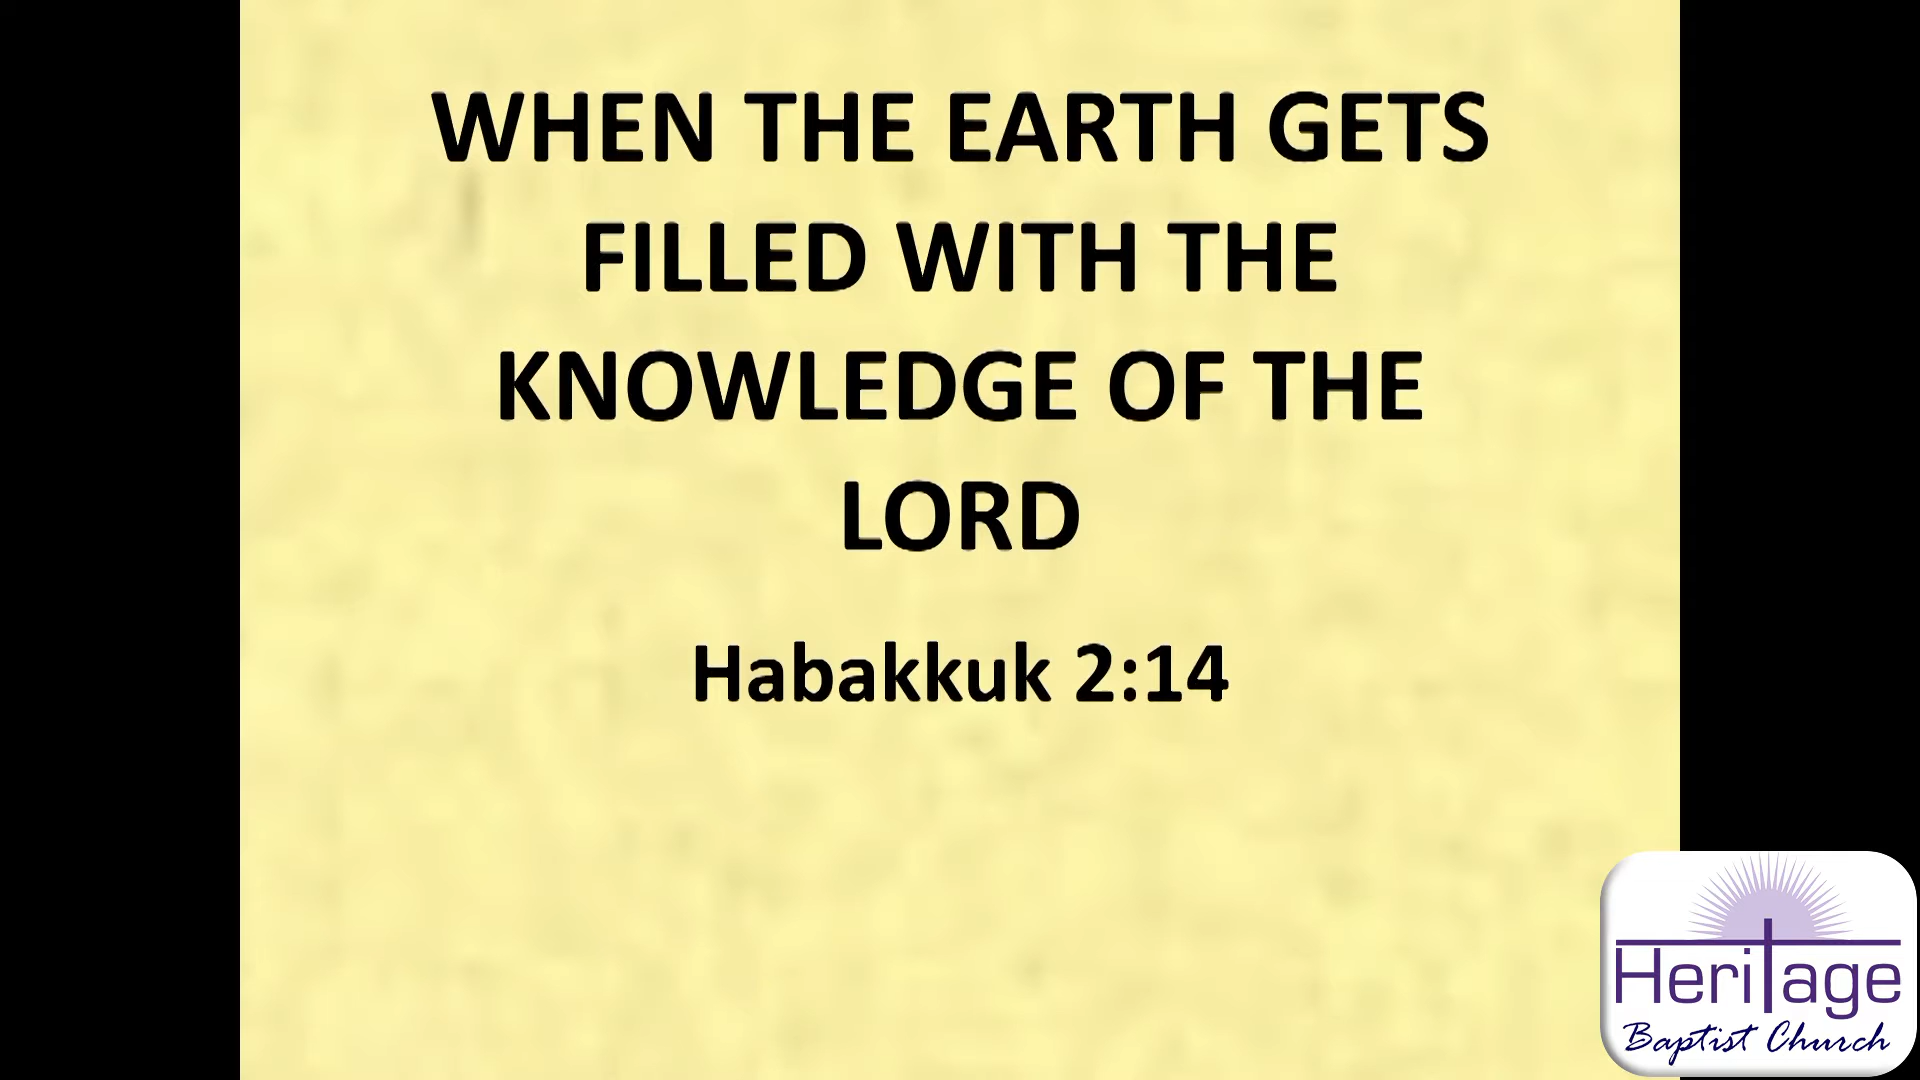 WHEN THE EARTH GETS
FILLED WITH THE
KNOWLEDGE OF THE
LORD
Habakkuk 2:14
Heritage
Baptist Church